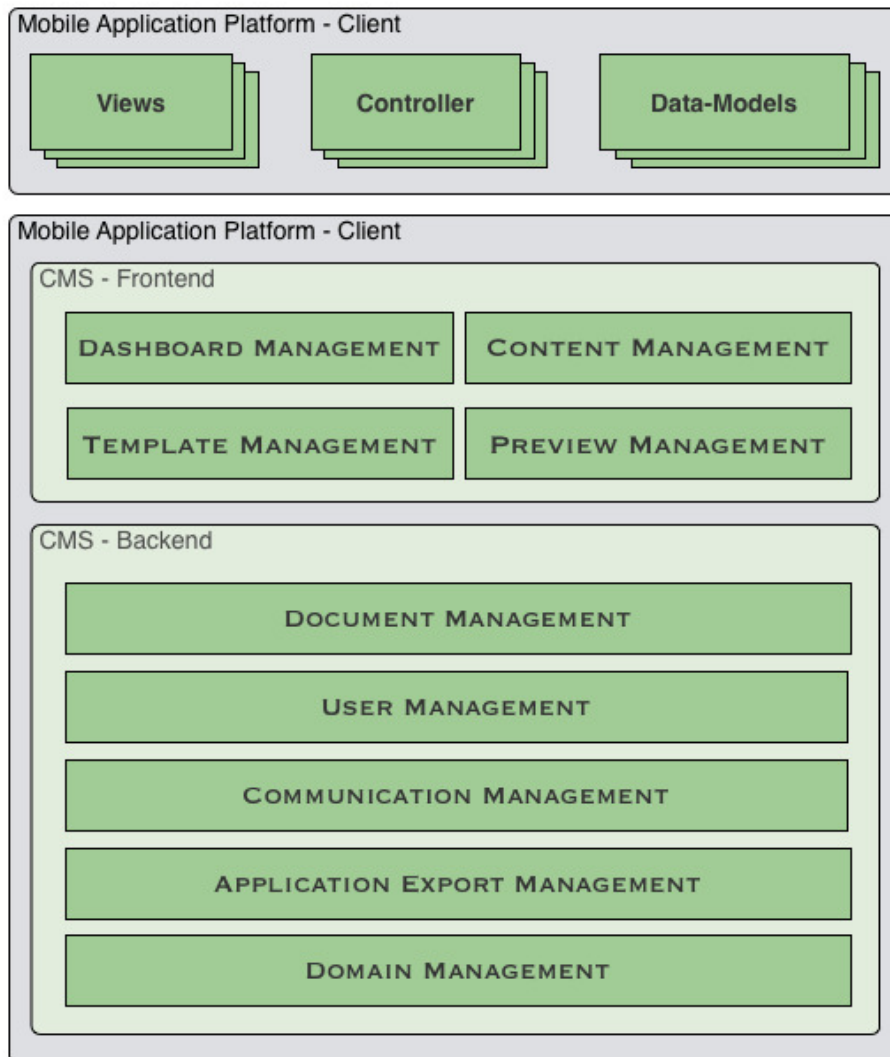 Mobile Application Platform - Client
Views
Controller
Data-Models
Mobile Application Platform - Client
CMS - Frontend
DASHBOARD MANAGEMENT
CONTENT MANAGEMENT
TEMPLATE MANAGEMENT
PREVIEW MANAGEMENT
CMS - Backend
DOCUMENT MANAGEMENT
USER MANAGEMENT
COMMUNICATION MANAGEMENT
APPLICATION EXPORT MANAGEMENT
DOMAIN MANAGEMENT